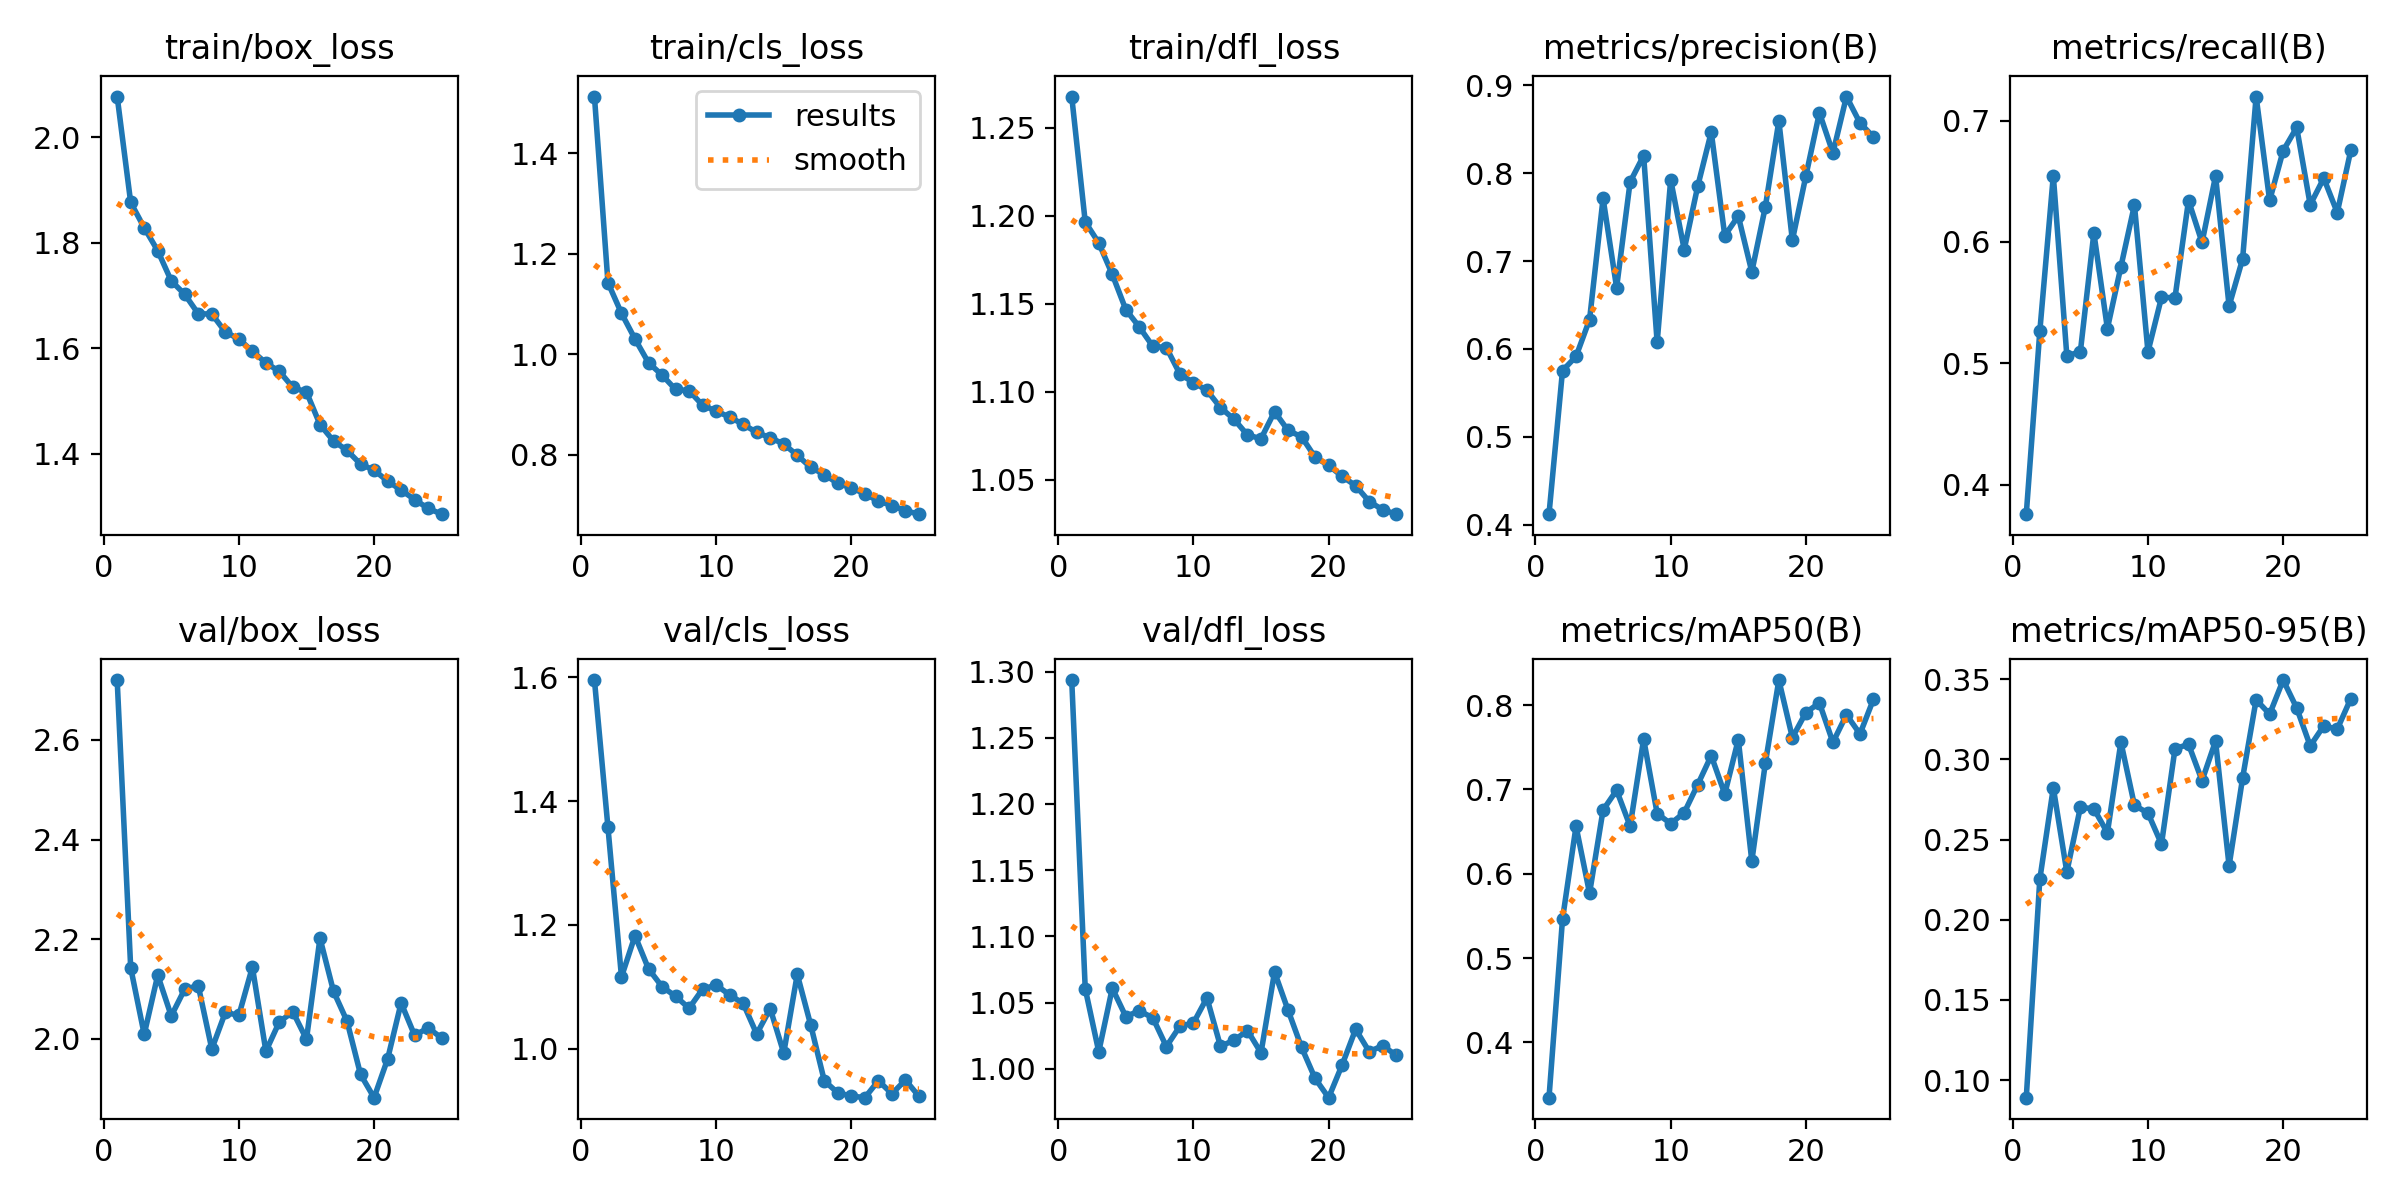 train/box_loss
2.0
1.8
1.6
1.4
0 10 20
train/cls_loss
results
smooth
1.4
1.2
1.0
0.8
0 10 20
train/dfl_loss
1.25
1.20
1.15
1.10
1.05
0 10 20
metrics/precision(B)
0.9
0.8
0.7
0.6
0.5
0.4
0 10 20
metrics/recall(B)
0.7
0.6
0.5
0.4
0 10 20
val/box_loss
2.6
2.4
2.2
2.0
0 10 20
val/cls_loss
1.6
1.4
1.2
1.0
0 10 20
val/dfl_loss
1.30
1.25
1.20
1.15
1.10
1.05
1.00
0 10 20
metrics/mAP50(B)
0.8
0.7
0.6
0.5
0.4
0 10 20
metrics/mAP50-95(B)
0.35
0.30
0.25
0.20
0.15
0.10
0 10 20